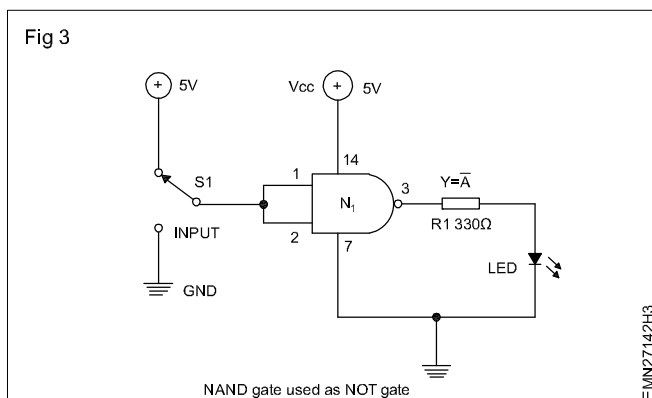 Fig 3
5V
Vcc
5V
S1
1
14
3
Y=A̅
N₁
R1 330Ω
INPUT
2
7
LED
GND
NAND gate used as NOT gate
EMN27142H3